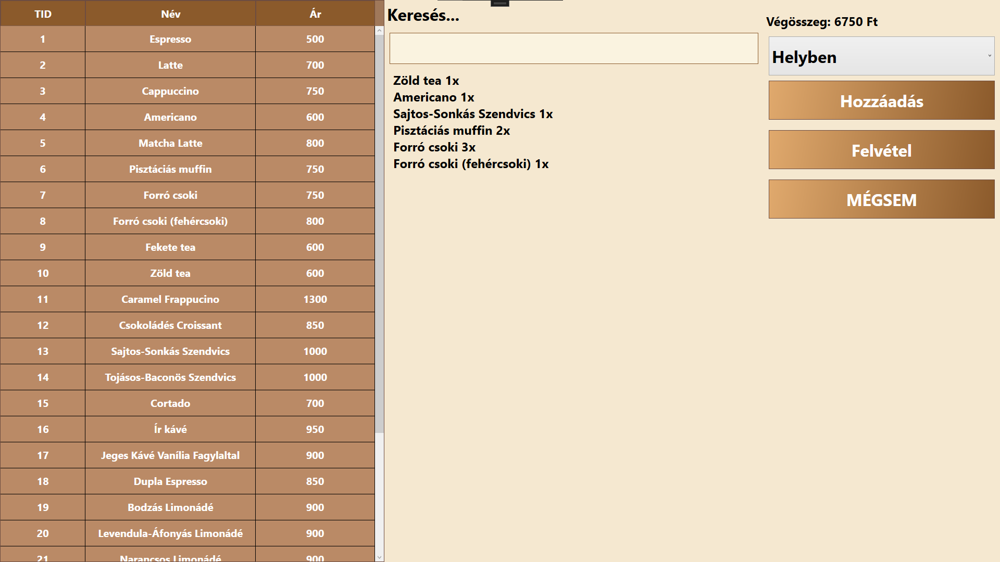 TID Név Ár
1 Espresso 500
2 Latte 700
3 Cappuccino 750
4 Americano 600
5 Matcha Latte 800
6 Pisztáciás muffin 750
7 Forró csoki 750
8 Forró csoki (fehércsoki) 800
9 Fekete tea 600
10 Zöld tea 600
11 Caramel Frappucino 1300
12 Csokoládés Croissant 850
13 Sajtos-Sonkás Szendvics 1000
14 Tojásos-Baconös Szendvics 1000
15 Cortado 700
16 Ír kávé 950
17 Jeges Kávé Vanília Fagylaltal 900
18 Dupla Espresso 850
19 Bodzás Limonádé 900
20 Levendula-Áfonyás Limonádé 900
21 Narancsos Limonádé 900
Keresés...
Zöld tea 1x
Americano 1x
Sajtos-Sonkás Szendvics 1x
Pisztáciás muffin 2x
Forró csoki 3x
Forró csoki (fehércsoki) 1x
Végösszeg: 6750 Ft
Helyben
Hozzáadás
Felvétel
MÉGSEM